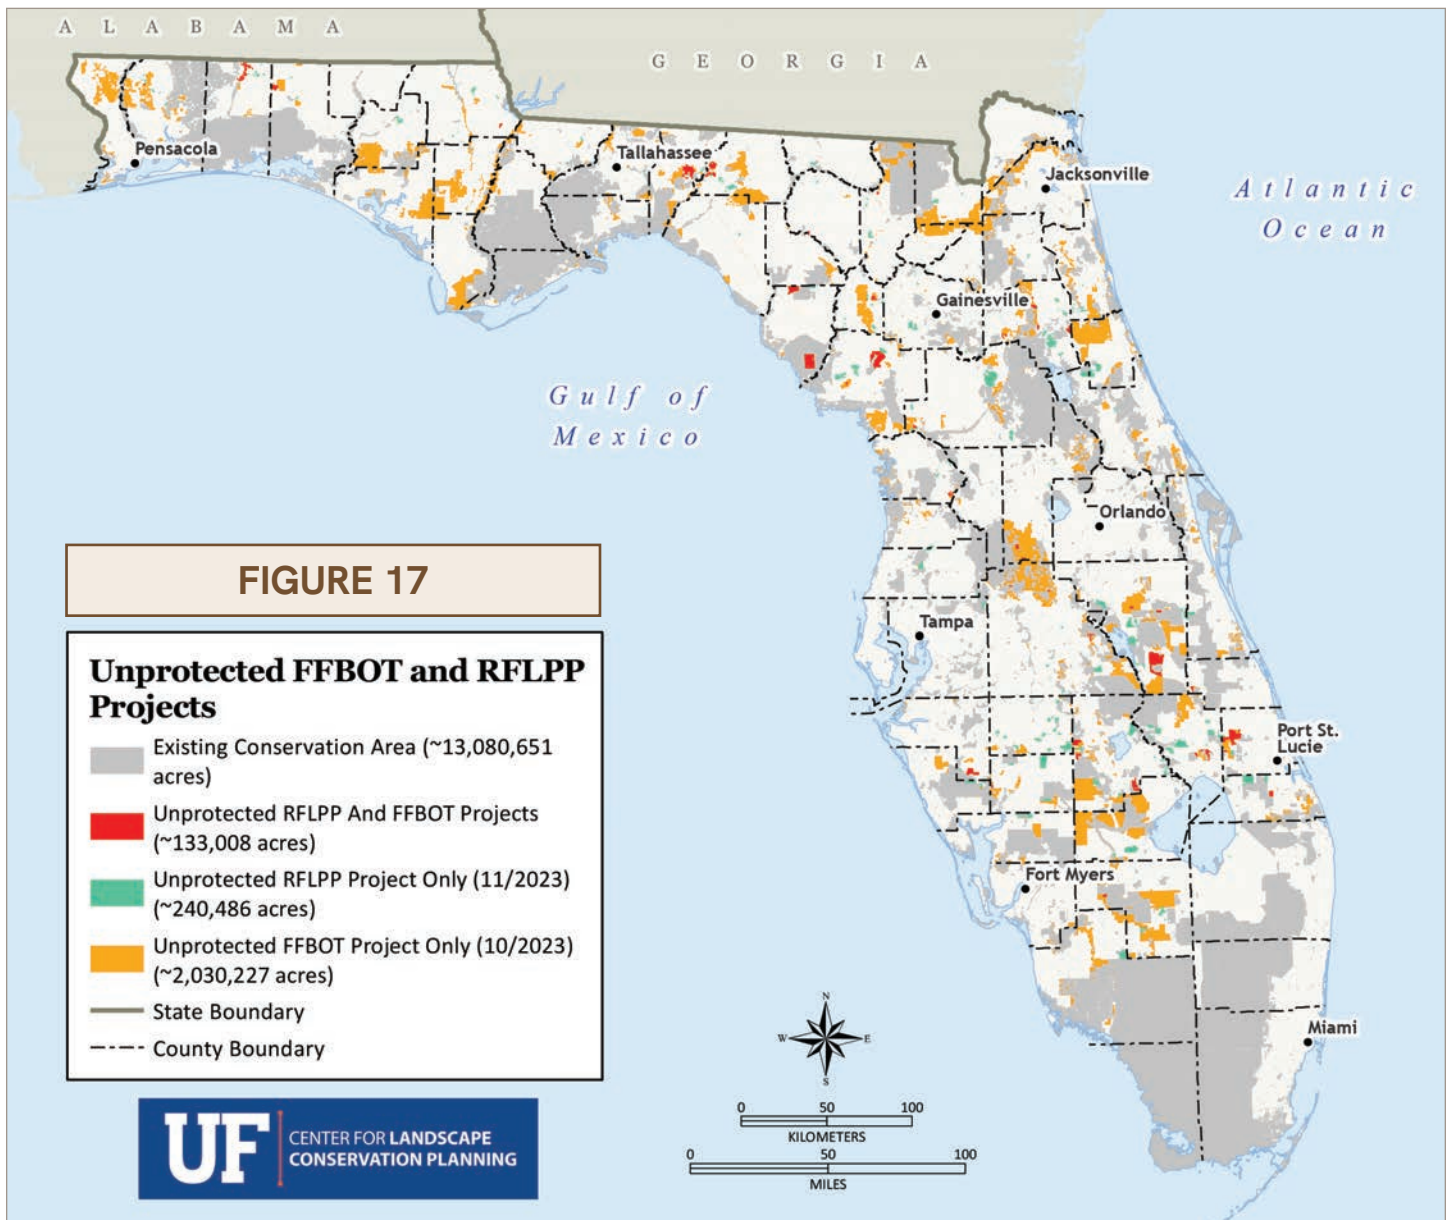 A L A B A M A
G E O R G I A
Pensacola
Tallahassee
Jacksonville
Atlantic
Ocean
Gainesville
Gulf of
Mexico
Orlando
FIGURE 17
Tampa
Unprotected FFBOT and RFLPP
Projects
Existing Conservation Area (~13,080,651
acres)
Unprotected RFLPP And FFBOT Projects
(~133,008 acres)
Unprotected RFLPP Project Only (11/2023)
(~240,486 acres)
Unprotected FFBOT Project Only (10/2023)
(~2,030,227 acres)
State Boundary
County Boundary
Port St.
Lucie
Fort Myers
Miami
N
W E
S
0 50 100
KILOMETERS
0 50 100
MILES
UF
CENTER FOR LANDSCAPE
CONSERVATION PLANNING